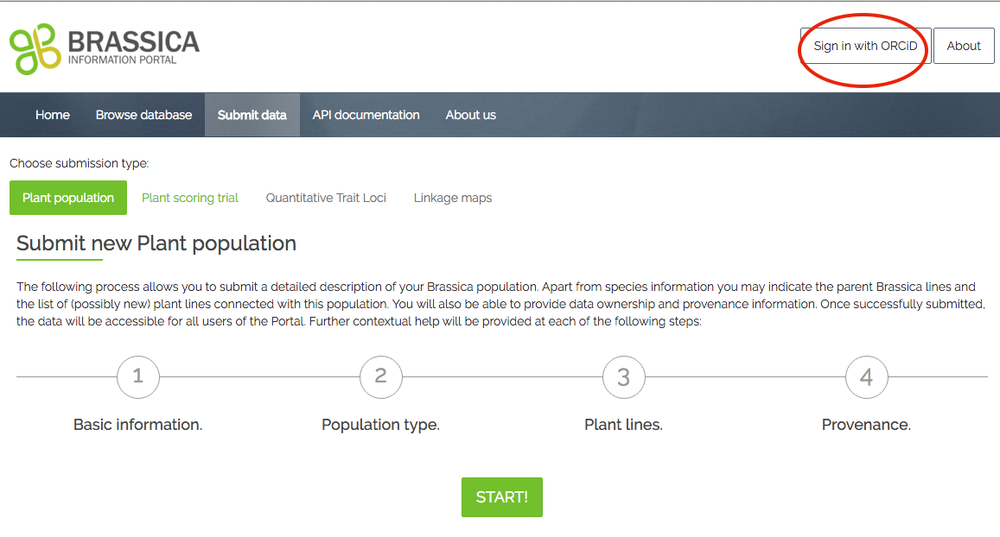 BRASSICA
INFORMATION PORTAL
Sign in with ORCiD
About
Home
Browse database
Submit data
API documentation
About us
Choose submission type:
Plant population
Plant scoring trial
Quantitative Trait Loci
Linkage maps
Submit new Plant population
The following process allows you to submit a detailed description of your Brassica population. Apart from species information you may indicate the parent Brassica lines and
the list of (possibly new) plant lines connected with this population. You will also be able to provide data ownership and provenance information. Once successfully submitted,
the data will be accessible for all users of the Portal. Further contextual help will be provided at each of the following steps:
1
2
3
4
Basic information.
Population type.
Plant lines.
Provenance.
START!